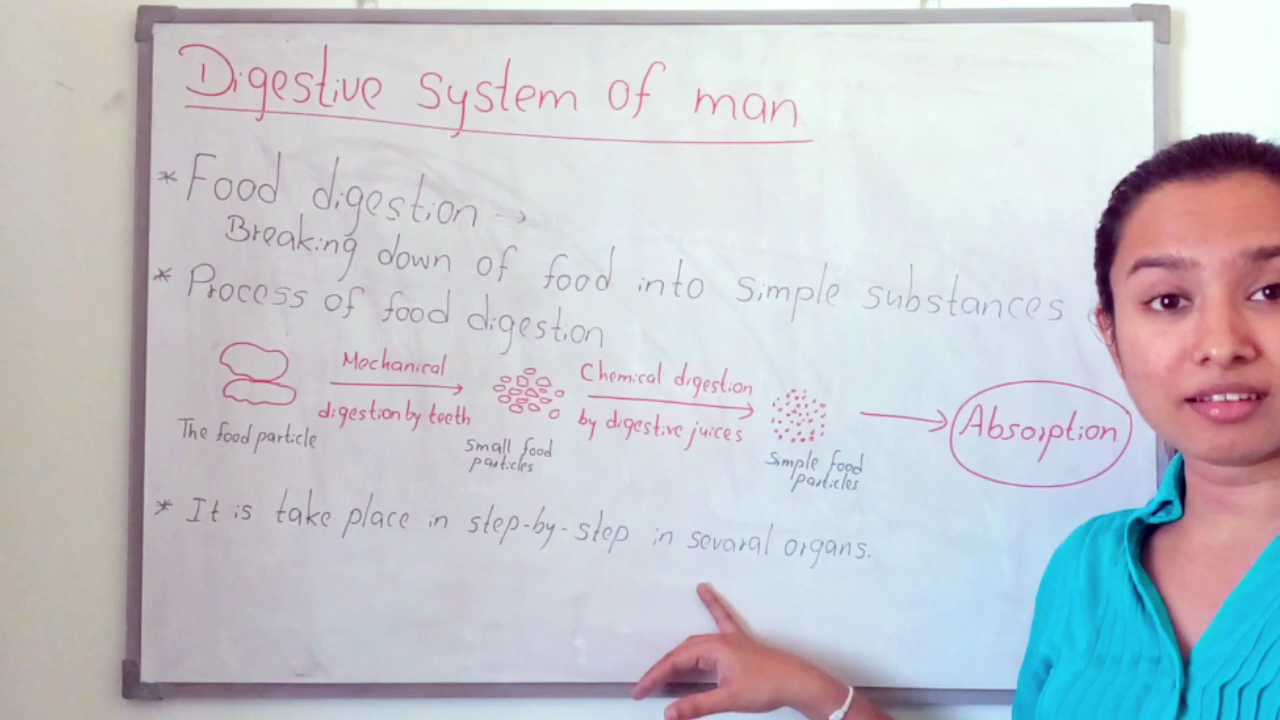 Digestive system of man
* Food digestion →
Breaking down of food into simple substances
* Process of food digestion
Mechanical
digestion by teeth
Chemical digestion
by digestive juices
Absorption
The food particle
Small food
particles
Simple food
particles
* It is take place in step-by-step in sevaral organs.